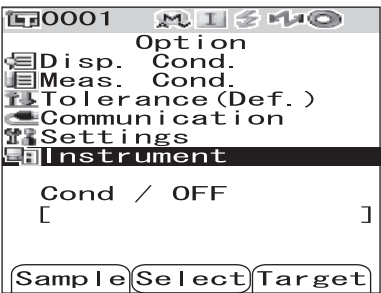 0001 M I
Option
Disp. Cond.
Meas. Cond.
Tolerance(Def.)
Communication
Settings
Instrument
Cond / OFF
[ ]
Sample Select Target